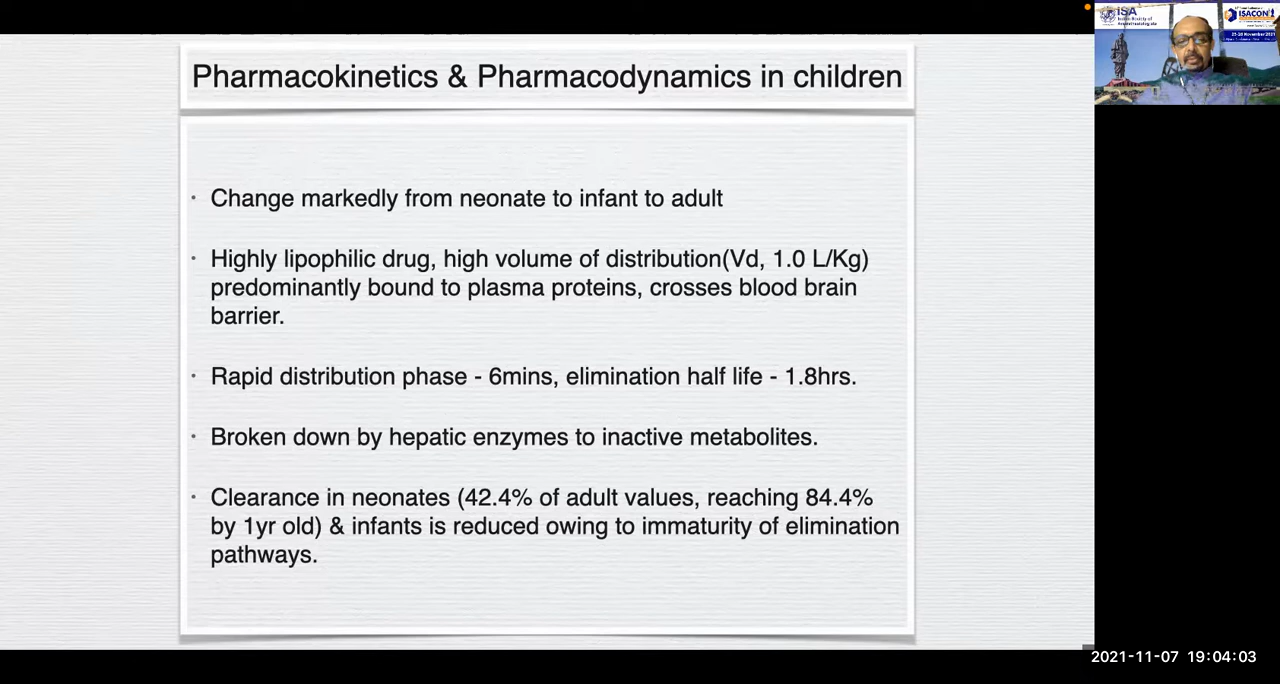 Pharmacokinetics & Pharmacodynamics in children
· Change markedly from neonate to infant to adult
· Highly lipophilic drug, high volume of distribution(Vd, 1.0 L/Kg)
predominantly bound to plasma proteins, crosses blood brain
barrier.
· Rapid distribution phase - 6mins, elimination half life - 1.8hrs.
· Broken down by hepatic enzymes to inactive metabolites.
· Clearance in neonates (42.4% of adult values, reaching 84.4%
by 1yr old) & infants is reduced owing to immaturity of elimination
pathways.
ISA
ISACON
2021-11-07 19:04:03